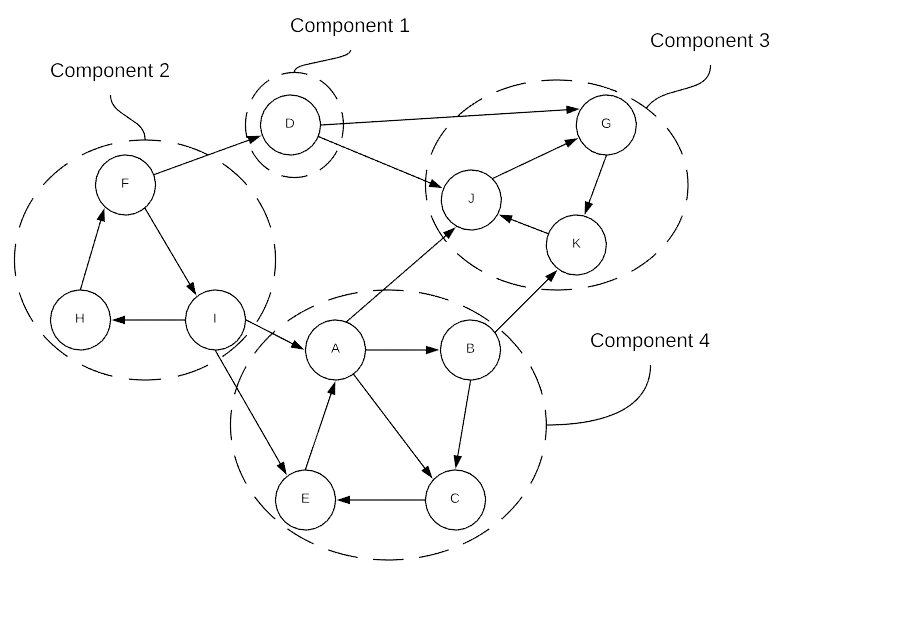 Component 1
Component 3
Component 2
D
G
F
J
K
H
I
A
B
Component 4
E
C